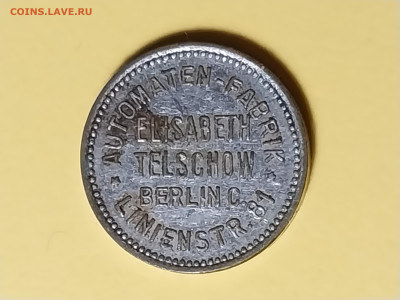 COINS.LAVE.RU
AUTOMATEN-FABRIK
ELISABETH
TELSCHOW
BERLIN C.
LINIENSTR. 81